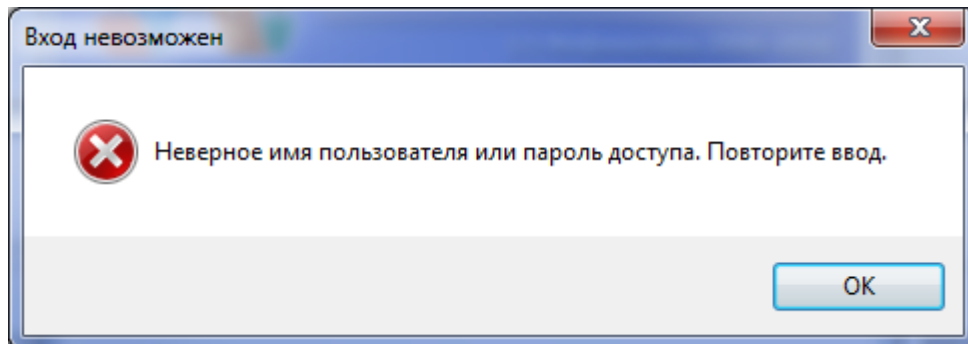 Вход невозможен
Неверное имя пользователя или пароль доступа. Повторите ввод.
OK